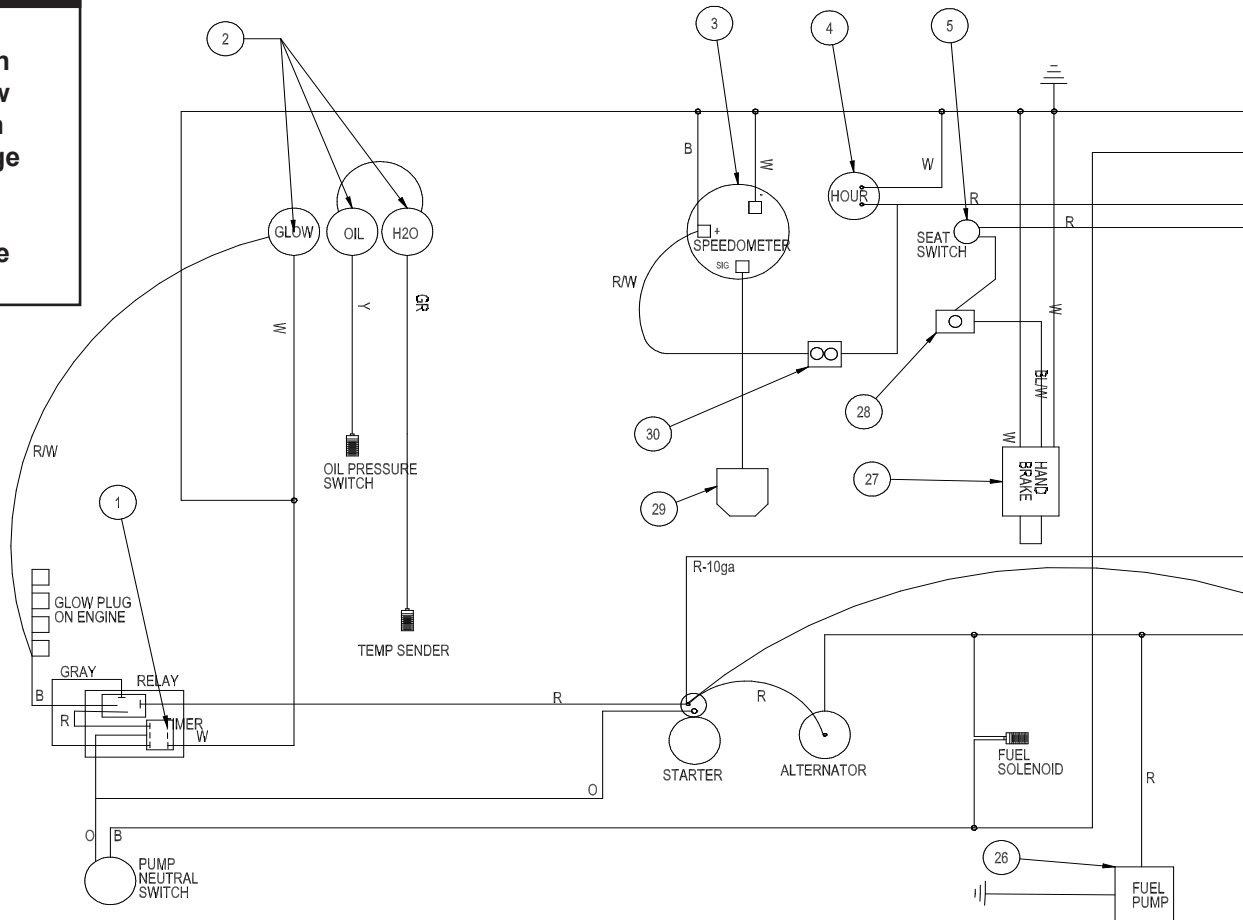 2
3
4
5
B
W
W
HOUR
R
R
GLOW
OIL
H2O
+
-
SPEEDOMETER
SIG
SEAT
SWITCH
R/W
W
Y
GR
W
BL/W
W
28
30
27
HAND
BRAKE
29
R/W
OIL PRESSURE
SWITCH
1
R-10ga
GLOW PLUG
ON ENGINE
TEMP SENDER
GRAY
RELAY
B
R
R
R
TIMER
W
STARTER
ALTERNATOR
FUEL
SOLENOID
R
O
O
B
PUMP
NEUTRAL
SWITCH
26
FUEL
PUMP